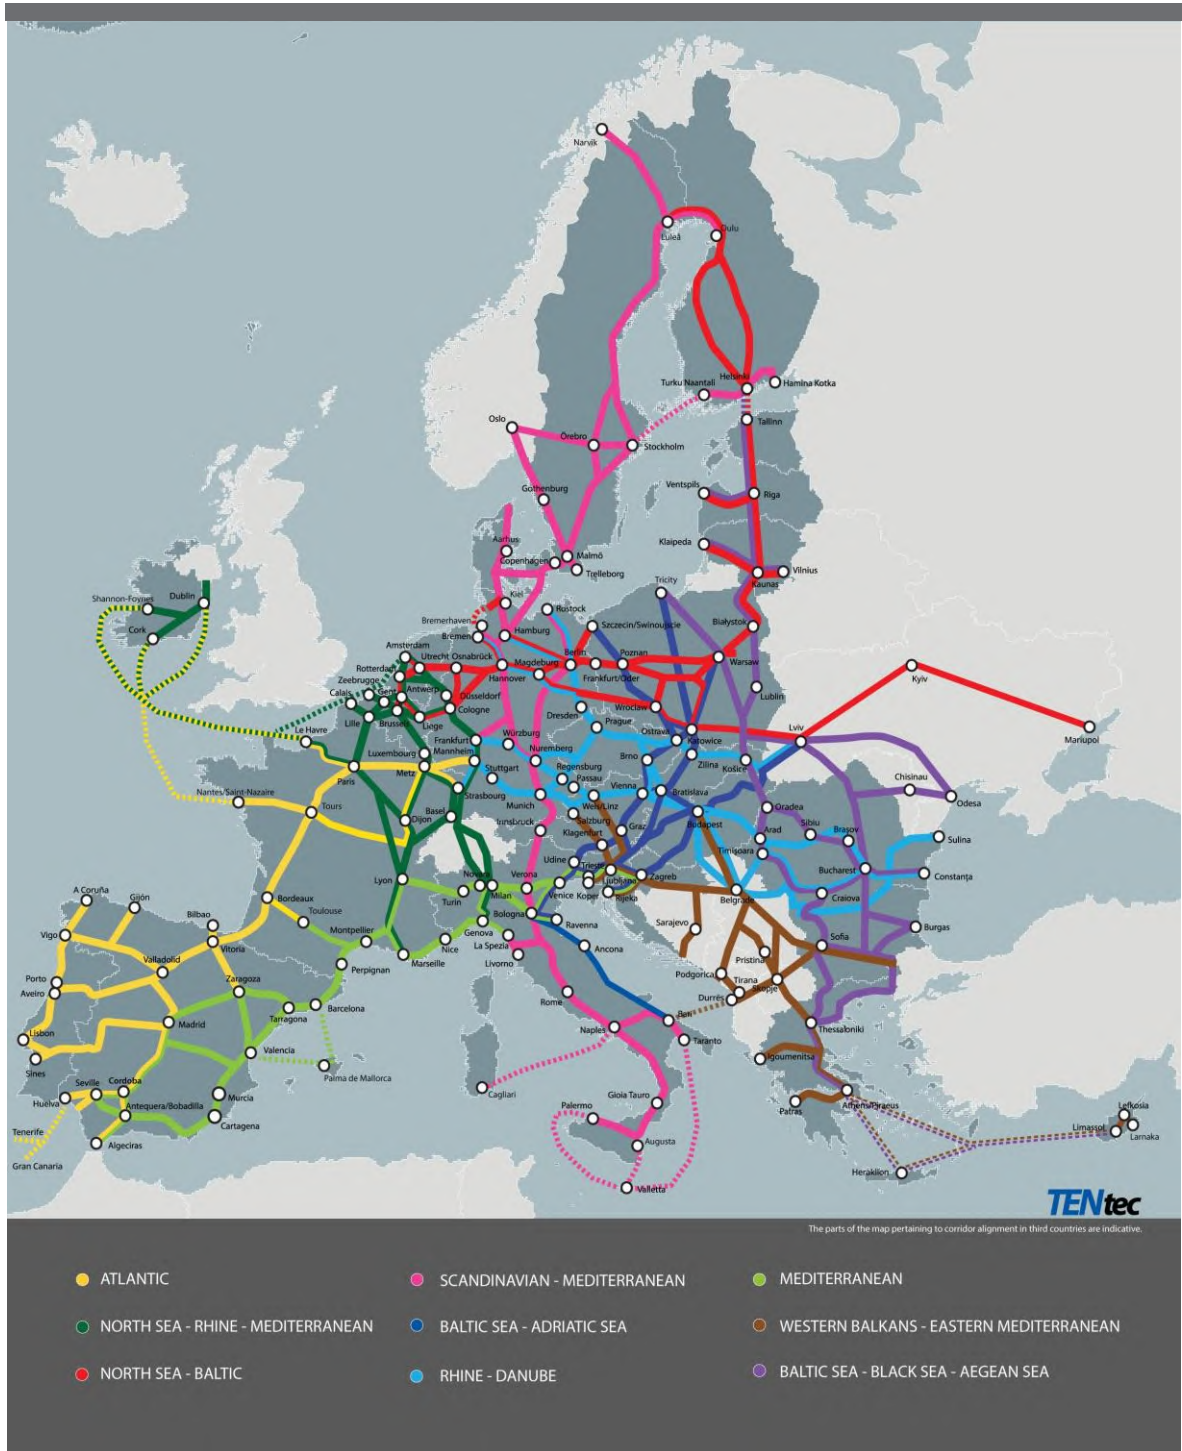 Narvik
Luleå
Oulu
Helsinki
Turku Naantali
Hamina Kotka
Tallinn
Oslo
Örebro
Stockholm
Gothenburg
Ventspils
Riga
Aarhus
Copenhagen
Malmö
Trelleborg
Klaipeda
Kaunas
Vilnius
Tricity
Shannon-Foynes
Dublin
Cork
Kiel
Rostock
Bremerhaven
Bremen
Hamburg
Szczecin/Swinoujscie
Białystok
Amsterdam
Utrecht
Osnabrück
Hannover
Magdeburg
Berlin
Frankfurt/Oder
Poznan
Warsaw
Kyiv
Rotterdam
Zeebrugge
Calais
Gent
Antwerp
Düsseldorf
Cologne
Lille
Brussels
Liège
Dresden
Wroclaw
Lublin
Mariupol
Le Havre
Frankfurt
Würzburg
Prague
Ostrava
Katowice
Lviv
Luxembourg
Mannheim
Nuremberg
Brno
Zilina
Košice
Paris
Metz
Stuttgart
Regensburg
Passau
Chisinau
Odesa
Nantes/Saint-Nazaire
Strasbourg
Munich
Wels/Linz
Vienna
Bratislava
Tours
Dijon
Basel
Innsbruck
Salzburg
Klagenfurt
Graz
Budapest
Oradea
Arad
Sibiu
Braşov
Sulina
Timişoara
Lyon
Novara
Turin
Milan
Verona
Udine
Trieste
Venice
Koper
Ljubljana
Rijeka
Zagreb
Belgrade
Craiova
Bucharest
Constanţa
A Coruña
Gijón
Bilbao
Bordeaux
Toulouse
Montpellier
Bologna
Genova
La Spezia
Livorno
Ravenna
Ancona
Sarajevo
Sofia
Burgas
Vigo
Vitoria
Valladolid
Perpignan
Marseille
Nice
Pristina
Podgorica
Tirana
Skopje
Porto
Aveiro
Zaragoza
Barcelona
Tarragona
Rome
Durrës
Bari
Lisbon
Madrid
Naples
Taranto
Thessaloniki
Sines
Valencia
Palma de Mallorca
Cagliari
Igoumenitsa
Seville
Cordoba
Huelva
Antequera/Bobadilla
Murcia
Cartagena
Gioia Tauro
Palermo
Patras
Athens/Piraeus
Lefkosia
Limassol
Larnaka
Tenerife
Algeciras
Gran Canaria
Augusta
Heraklion
Valletta
TENtec
The parts of the map pertaining to corridor alignment in third countries are indicative.
ATLANTIC
SCANDINAVIAN - MEDITERRANEAN
MEDITERRANEAN
NORTH SEA - RHINE - MEDITERRANEAN
BALTIC SEA - ADRIATIC SEA
WESTERN BALKANS - EASTERN MEDITERRANEAN
NORTH SEA - BALTIC
RHINE - DANUBE
BALTIC SEA - BLACK SEA - AEGEAN SEA